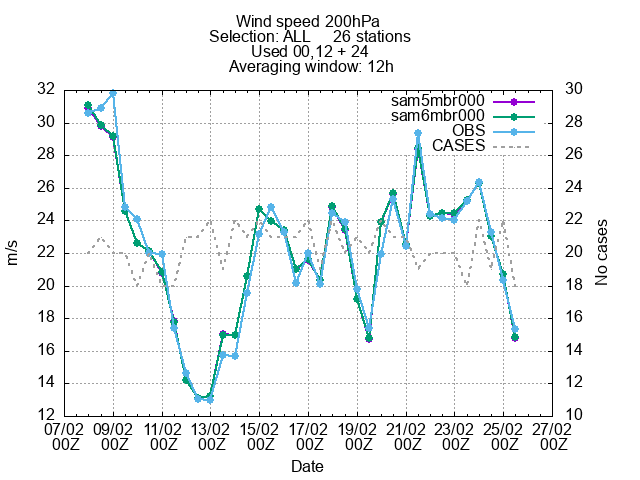 Wind speed 200hPa
Selection: ALL     26 stations
Used 00,12 + 24
Averaging window: 12h
sam5mbr000
sam6mbr000
OBS
CASES
32
30
28
26
24
22
20
18
16
14
12
30
28
26
24
22
20
18
16
14
12
10
m/s
No cases
07/02 09/02 11/02 13/02 15/02 17/02 19/02 21/02 23/02 25/02 27/02
00Z 00Z 00Z 00Z 00Z 00Z 00Z 00Z 00Z 00Z 00Z
Date